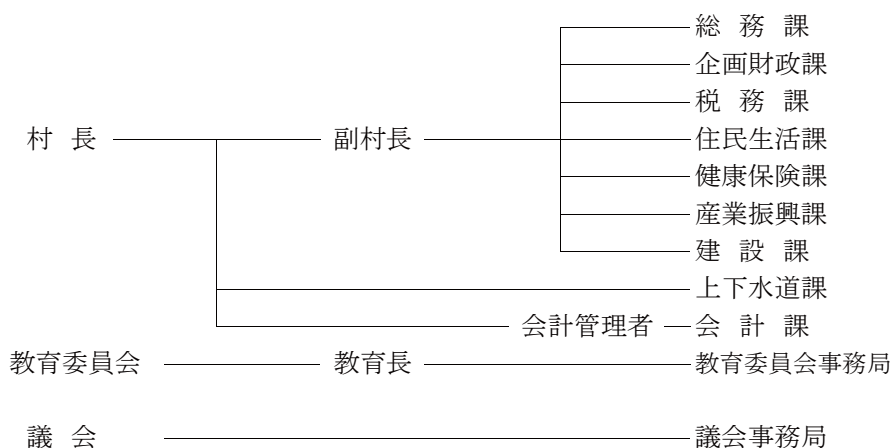 総務課
企画財政課
税務課
村長 副村長 住民生活課
健康保険課
産業振興課
建設課
上下水道課
会計管理者 会計課
教育委員会 教育長 教育委員会事務局
議会 議会事務局